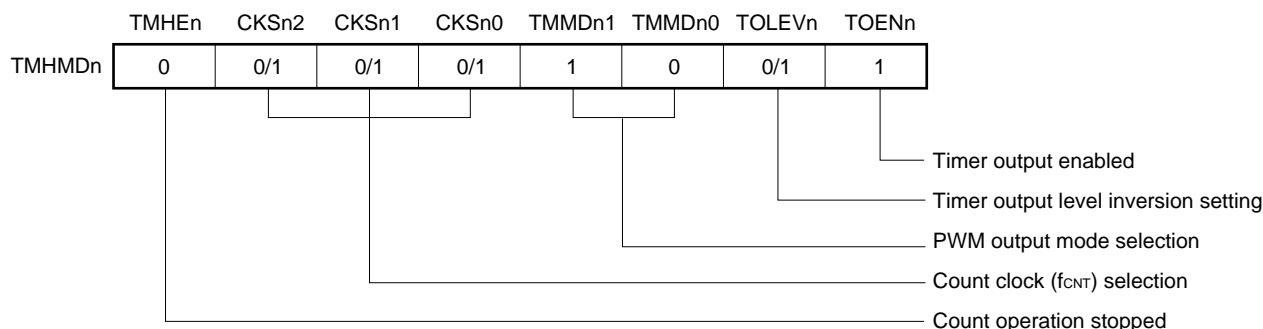 TMHEn CKSn2 CKSn1 CKSn0 TMMDn1 TMMDn0 TOLEVn TOENn
TMHMDn 0 0/1 0/1 0/1 1 0 0/1 1
Timer output enabled
Timer output level inversion setting
PWM output mode selection
Count clock (fCNT) selection
Count operation stopped